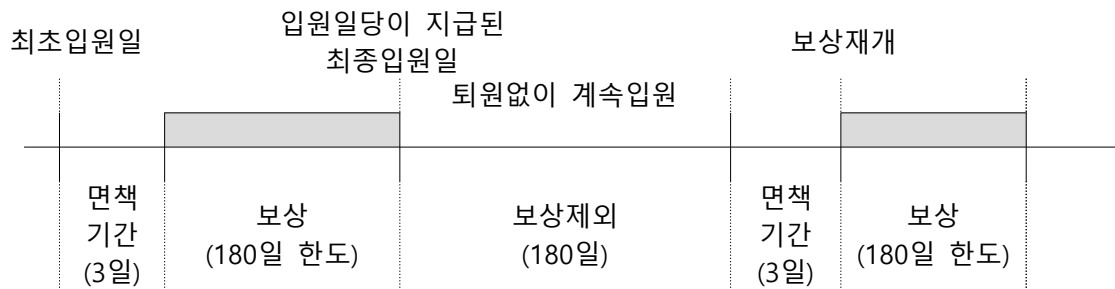 최초입원일
입원일당이 지급된
최종입원일
보상재개
퇴원없이 계속입원
면책
기간
(3일)
보상
(180일 한도)
보상제외
(180일)
면책
기간
(3일)
보상
(180일 한도)